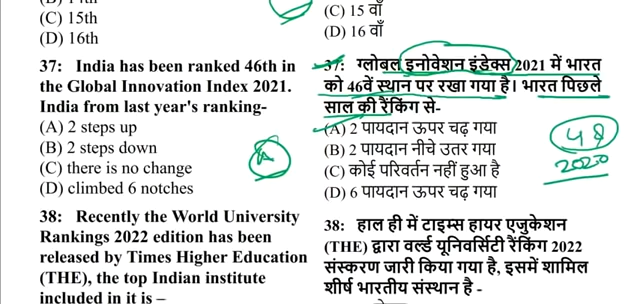 (C) 15th
(D) 16th
37: India has been ranked 46th in
the Global Innovation Index 2021.
India from last year's ranking-
(A) 2 steps up
(B) 2 steps down
(C) there is no change
(D) climbed 6 notches
A
38: Recently the World University
Rankings 2022 edition has been
released by Times Higher Education
(THE), the top Indian institute
included in it is –
(C) 15 वाँ
(D) 16 वाँ
37: ग्लोबल इनोवेशन इंडेक्स 2021 में भारत
को 46वें स्थान पर रखा गया है। भारत पिछले
साल की रैंकिंग से-
(A) 2 पायदान ऊपर चढ़ गया
(B) 2 पायदान नीचे उतर गया
(C) कोई परिवर्तन नहीं हुआ है
(D) 6 पायदान ऊपर चढ़ गया
48
2020
38: हाल ही में टाइम्स हायर एजुकेशन
(THE) द्वारा वर्ल्ड यूनिवर्सिटी रैंकिंग 2022
संस्करण जारी किया गया है, इसमें शामिल
शीर्ष भारतीय संस्थान है -